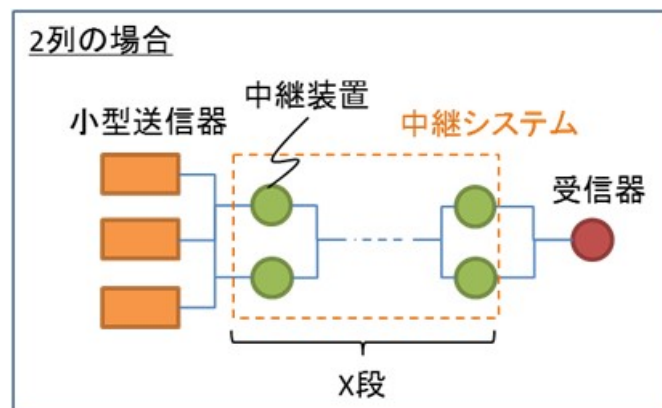 2列の場合
中継装置
小型送信器
中継システム
受信器
X段